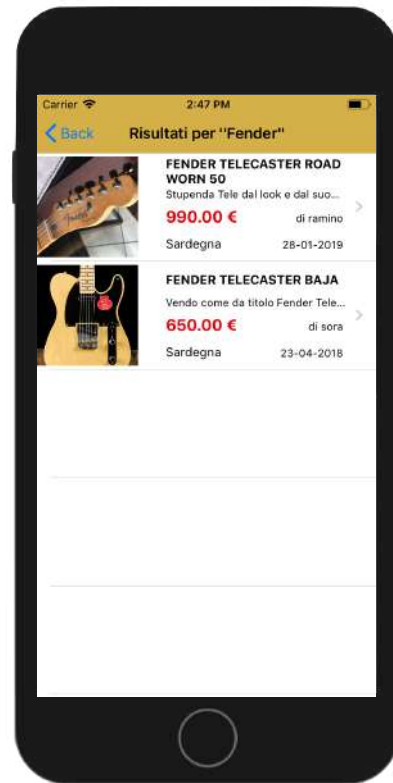 Carrier 2:47 PM
Back Risultati per "Fender"
FENDER TELECASTER ROAD
WORN 50
Stupenda Tele dal look e dal suo...
990.00 € di ramino
Sardegna 28-01-2019
Fender
FENDER TELECASTER BAJA
Vendo come da titolo Fender Tele...
650.00 € di sora
Sardegna 23-04-2018